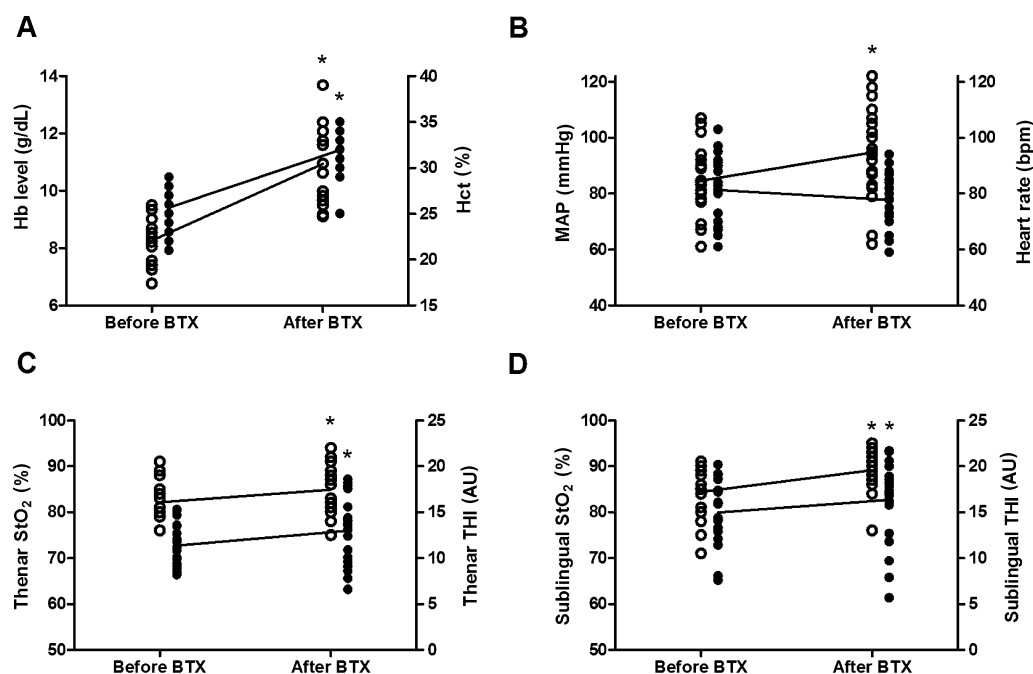 A
Hb level (g/dL)
14
12
10
8
6
*
*
40
35
30
25
20
15
Hct (%)
Before BTX
After BTX
B
MAP (mmHg)
120
100
80
60
40
*
120
100
80
60
40
Heart rate (bpm)
Before BTX
After BTX
C
Thenar StO2 (%)
100
90
80
70
60
50
*
*
25
20
15
10
5
0
Thenar THI (AU)
Before BTX
After BTX
D
Sublingual StO2 (%)
100
90
80
70
60
50
* *
25
20
15
10
5
0
Sublingual THI (AU)
Before BTX
After BTX